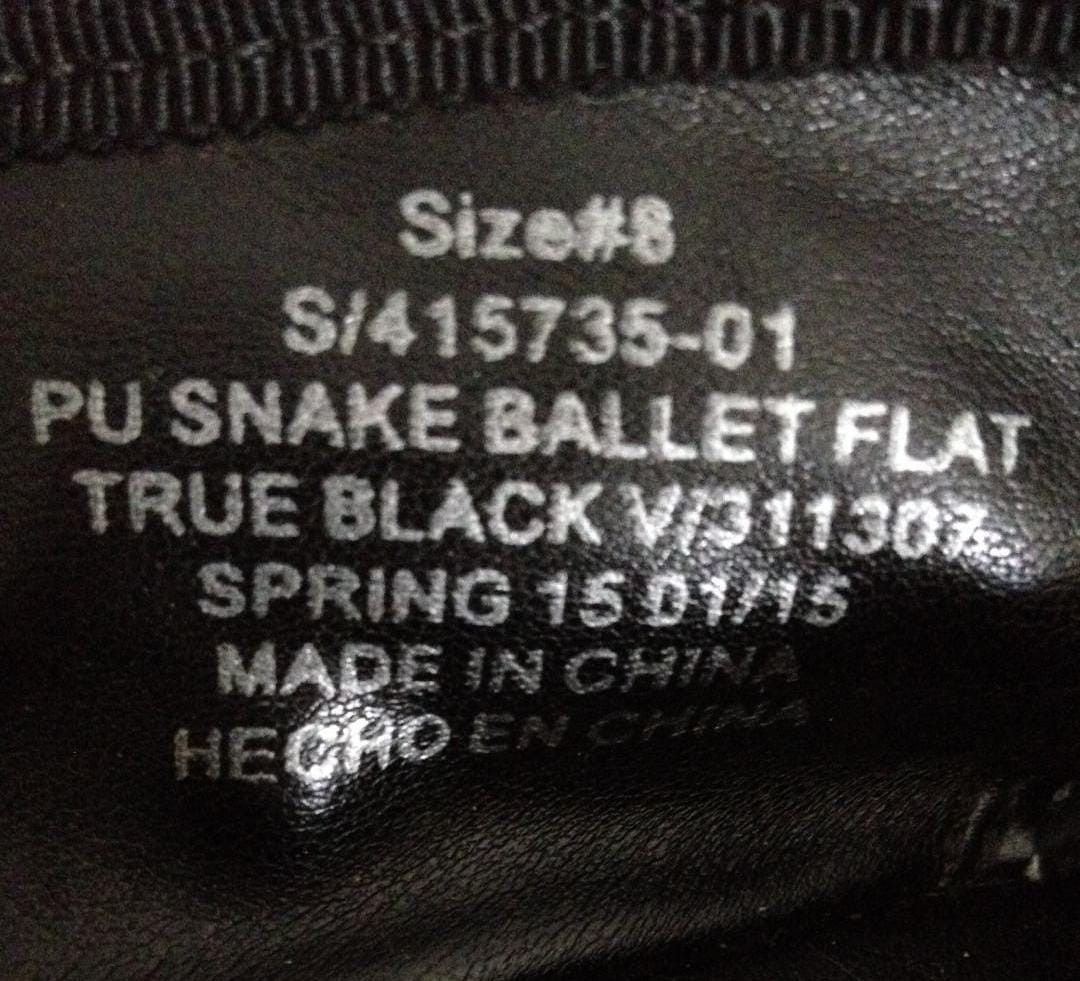 Size#8
S/415735-01
PU SNAKE BALLET FLAT
TRUE BLACK V/311307
SPRING 15 01/15
MADE IN CHINA
HECHO EN CHINA